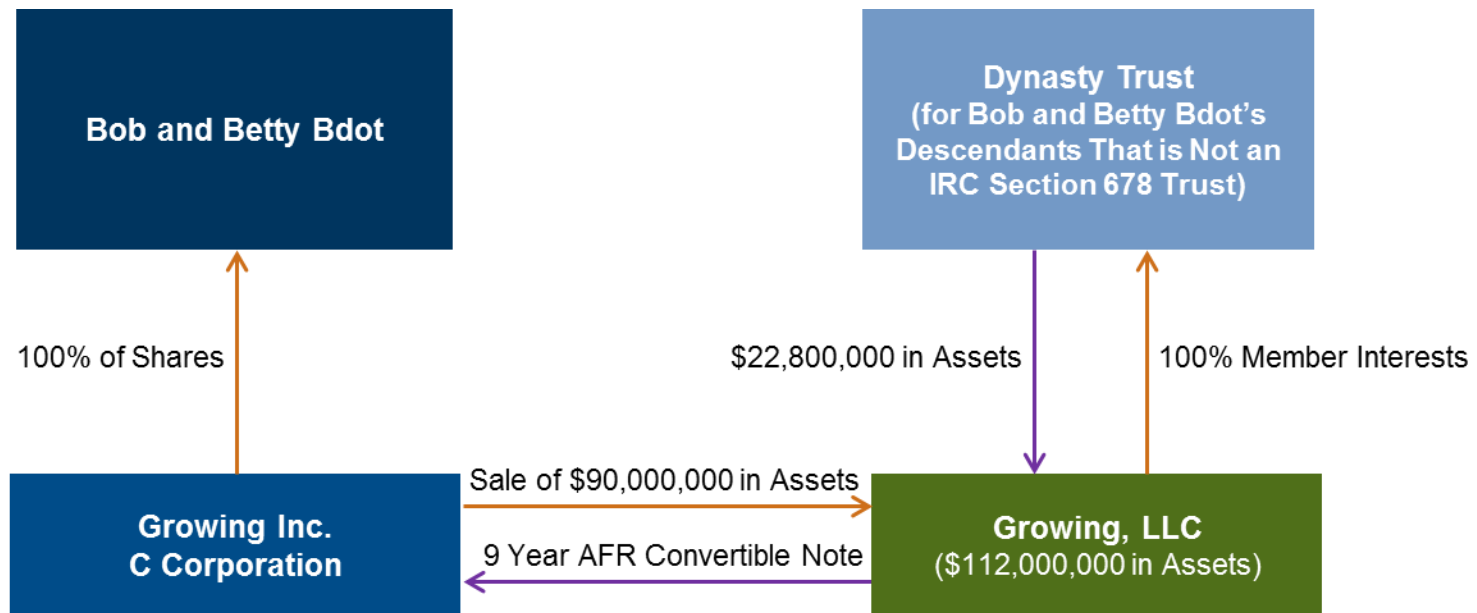 Bob and Betty Bdot
Dynasty Trust
(for Bob and Betty Bdot's
Descendants That is Not an
IRC Section 678 Trust)
100% of Shares
$22,800,000 in Assets
100% Member Interests
Sale of $90,000,000 in Assets
9 Year AFR Convertible Note
Growing Inc.
C Corporation
Growing, LLC
($112,000,000 in Assets)